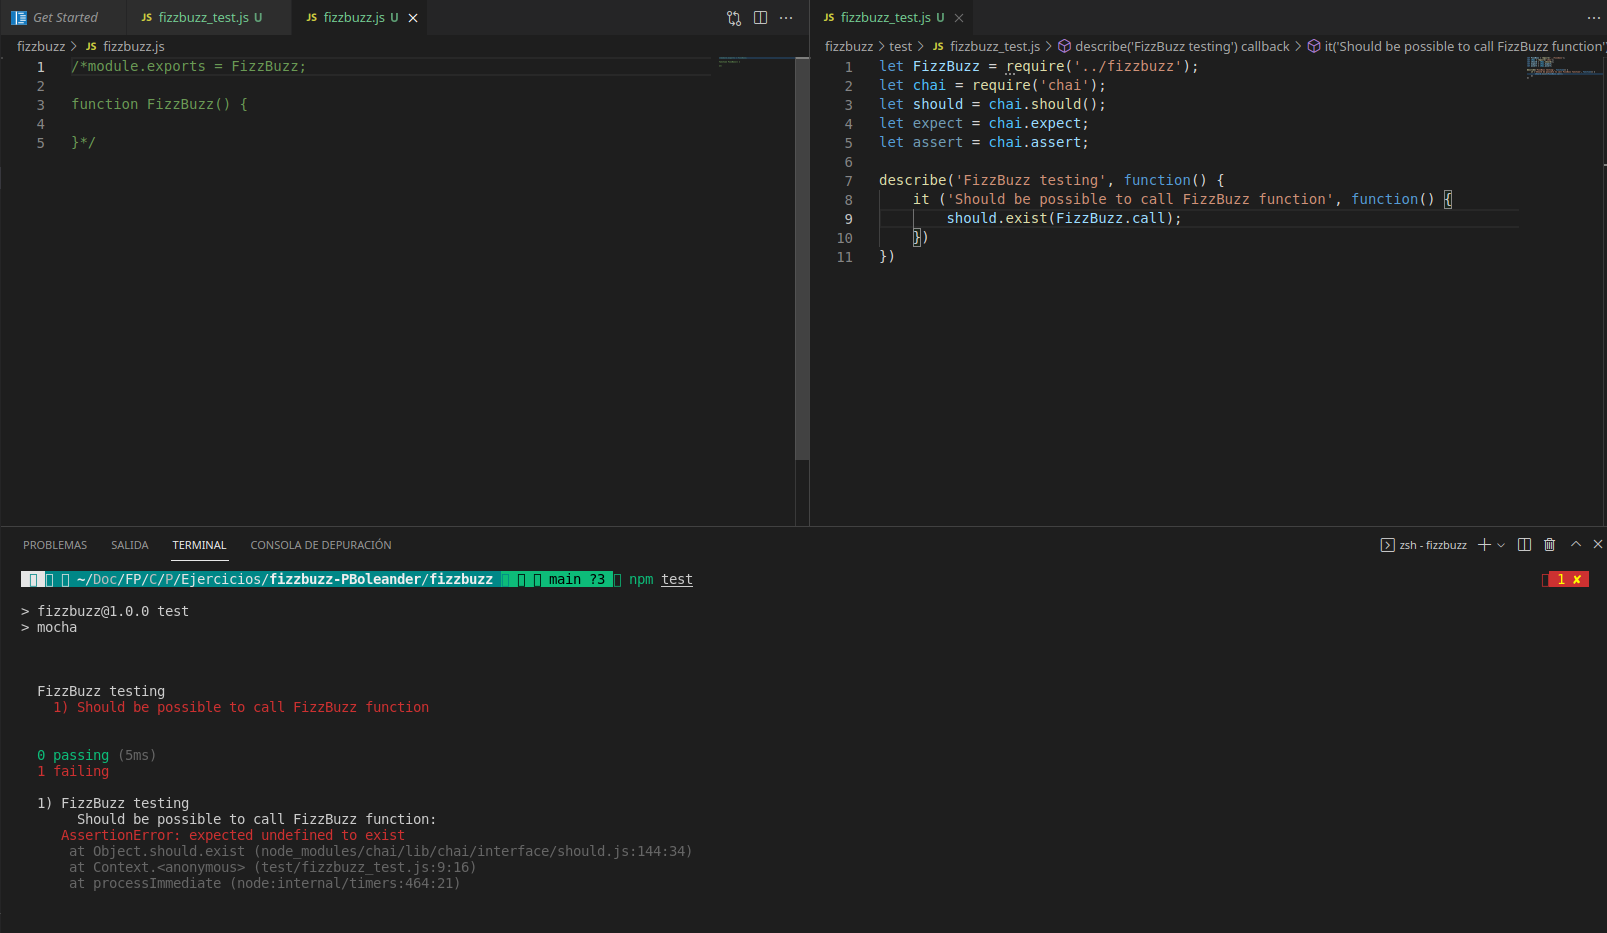 Get Started
JS fizzbuzz_test.js U
JS fizzbuzz.js U
fizzbuzz > JS fizzbuzz.js
1 /*module.exports = FizzBuzz;
2
3 function FizzBuzz() {
4
5 }*/
JS fizzbuzz_test.js U
fizzbuzz > test > JS fizzbuzz_test.js > describe('FizzBuzz testing') callback > it('Should be possible to call FizzBuzz function')
1 let FizzBuzz = require('../fizzbuzz');
2 let chai = require('chai');
3 let should = chai.should();
4 let expect = chai.expect;
5 let assert = chai.assert;
6
7 describe('FizzBuzz testing', function() {
8 it ('Should be possible to call FizzBuzz function', function() {
9 should.exist(FizzBuzz.call);
10 })
11 })
PROBLEMAS SALIDA TERMINAL CONSOLA DE DEPURACIÓN
zsh - fizzbuzz
~/Doc/FP/C/P/Ejercicios/fizzbuzz-PBoleander/fizzbuzz main ?3 npm test 1 ✘
> fizzbuzz@1.0.0 test
> mocha
FizzBuzz testing
1) Should be possible to call FizzBuzz function
0 passing (5ms)
1 failing
1) FizzBuzz testing
Should be possible to call FizzBuzz function:
AssertionError: expected undefined to exist
at Object.should.exist (node_modules/chai/lib/chai/interface/should.js:144:34)
at Context.<anonymous> (test/fizzbuzz_test.js:9:16)
at processImmediate (node:internal/timers:464:21)